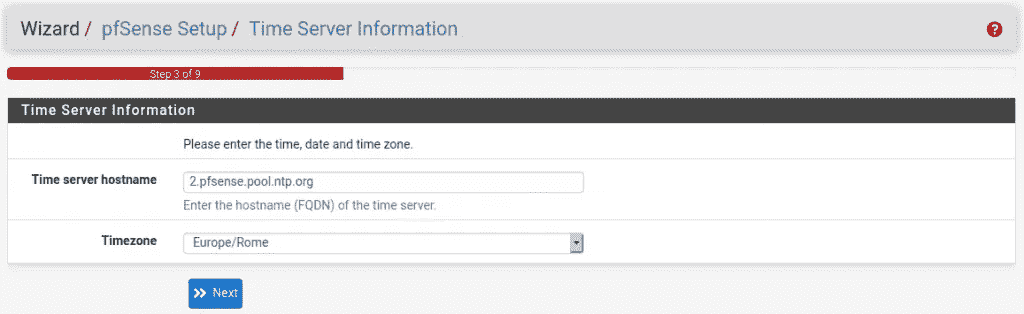 Wizard / pfSense Setup / Time Server Information
Step 3 of 9
Time Server Information
Please enter the time, date and time zone.
Time server hostname
2.pfsense.pool.ntp.org
Enter the hostname (FQDN) of the time server.
Timezone
Europe/Rome
Next